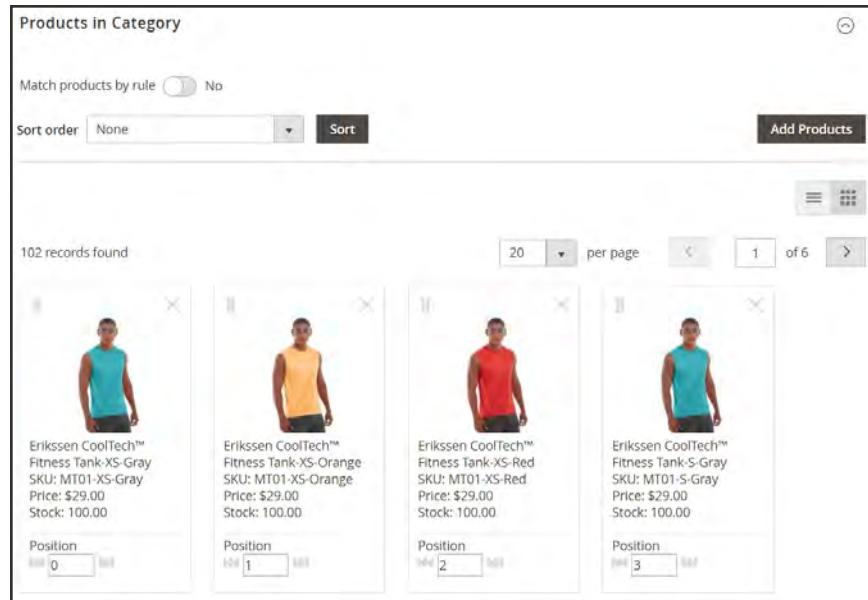 Products in Category
Match products by rule No
Sort order None Sort Add Products
102 records found 20 per page 1 of 6
Erikssen CoolTech™
Fitness Tank-XS-Gray
SKU: MT01-XS-Gray
Price: $29.00
Stock: 100.00
Position
0
Erikssen CoolTech™
Fitness Tank-XS-Orange
SKU: MT01-XS-Orange
Price: $29.00
Stock: 100.00
Position
1
Erikssen CoolTech™
Fitness Tank-XS-Red
SKU: MT01-XS-Red
Price: $29.00
Stock: 100.00
Position
2
Erikssen CoolTech™
Fitness Tank-S-Gray
SKU: MT01-S-Gray
Price: $29.00
Stock: 100.00
Position
3